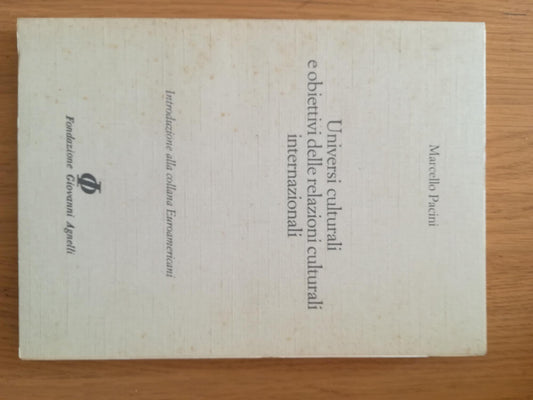 Marcello Pacini
Universi culturali
e obiettivi delle relazioni culturali
internazionali
Introduzione alla collana Euroamericani
Fondazione Giovanni Agnelli